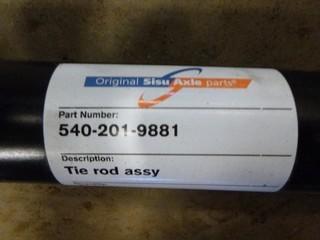 Original Sisu Axle parts®
Part Number:
540-201-9881
Description:
Tie rod assy